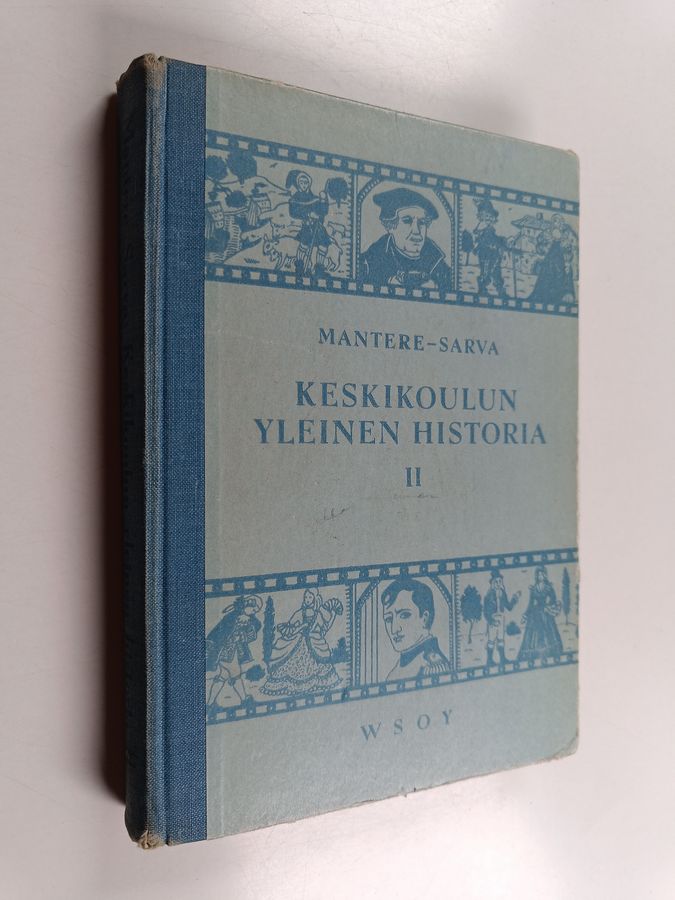 MANTERE–SARVA
KESKIKOULUN
YLEINEN HISTORIA
II
WSOY